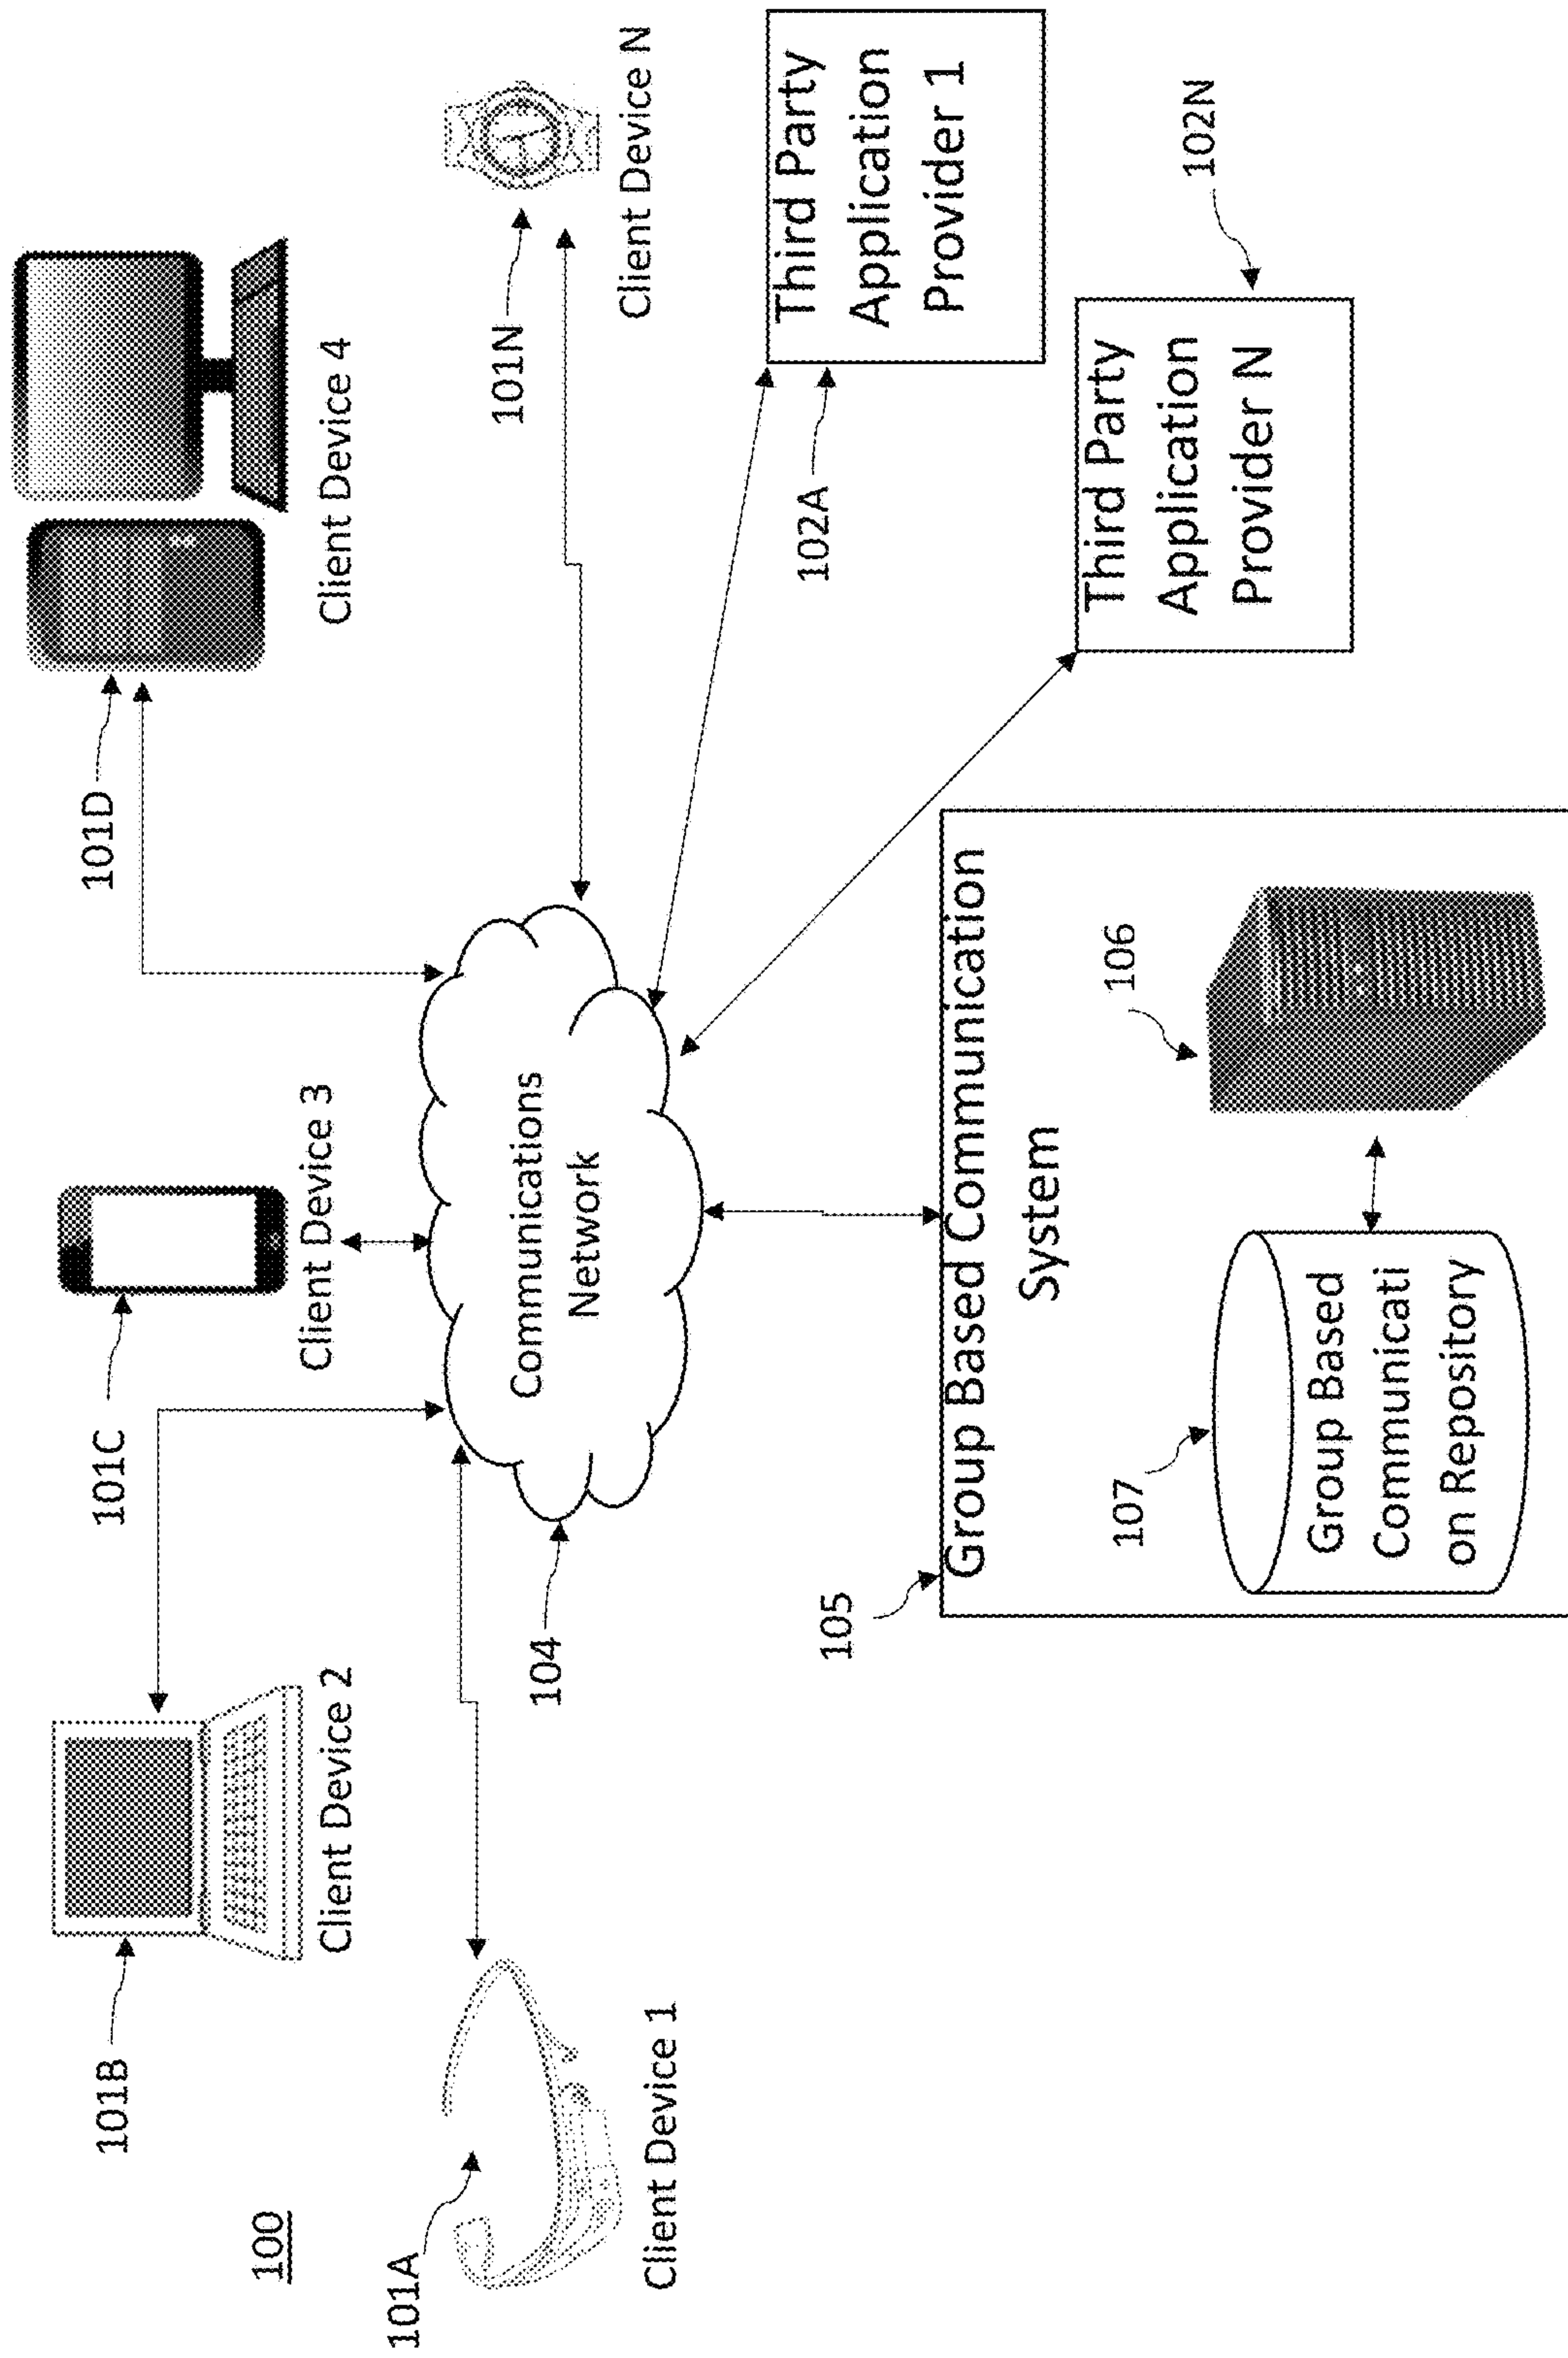 100
101A
Client Device 1
101B
Client Device 2
101C
Client Device 3
101D
Client Device 4
101N
Client Device N
104
Communications
Network
102A
Third Party
Application
Provider 1
102N
Third Party
Application
Provider N
105
Group Based Communication
System
106
107
Group Based
Communicati
on Repository